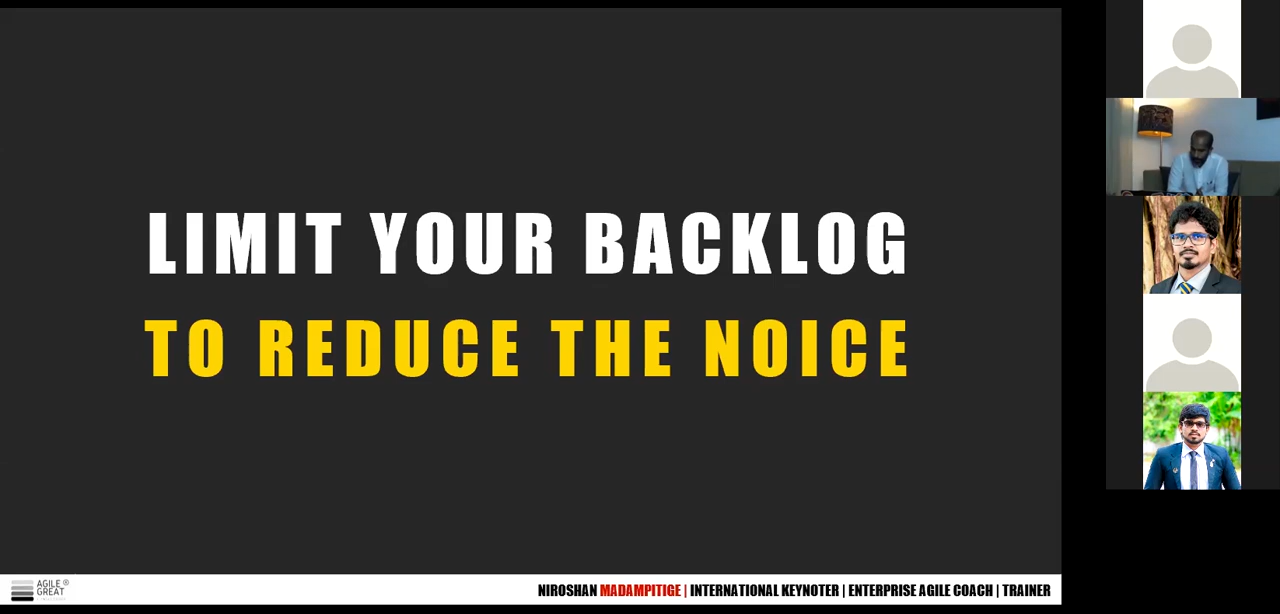 LIMIT YOUR BACKLOG
TO REDUCE THE NOICE
AGILE ®
GREAT
NIROSHAN MADAMPITIGE | INTERNATIONAL KEYNOTER | ENTERPRISE AGILE COACH | TRAINER